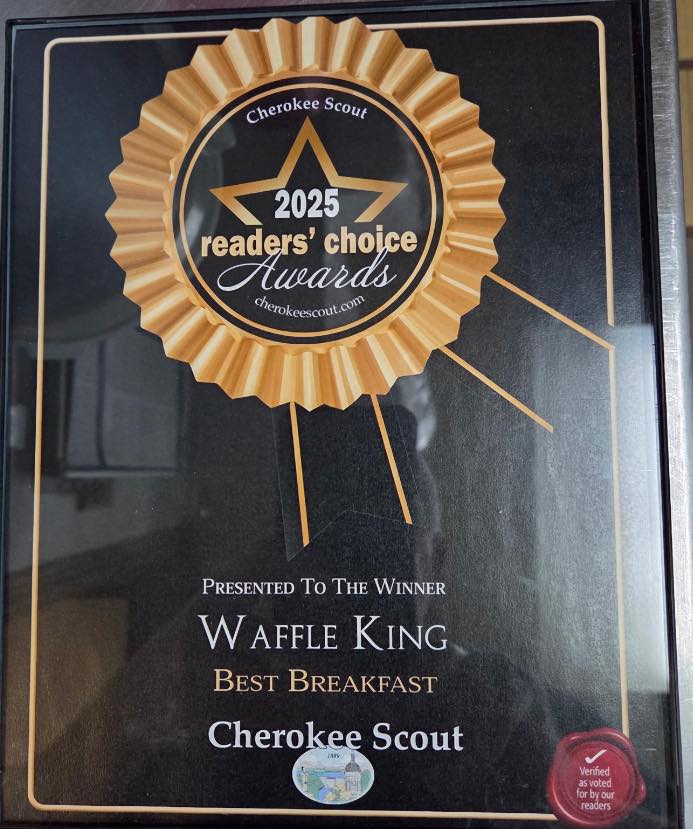 Cherokee Scout
2025
readers' choice
Awards
cherokeescout.com
Presented To The Winner
Waffle King
Best Breakfast
Cherokee Scout
1889
Verified
as voted
for by our
readers